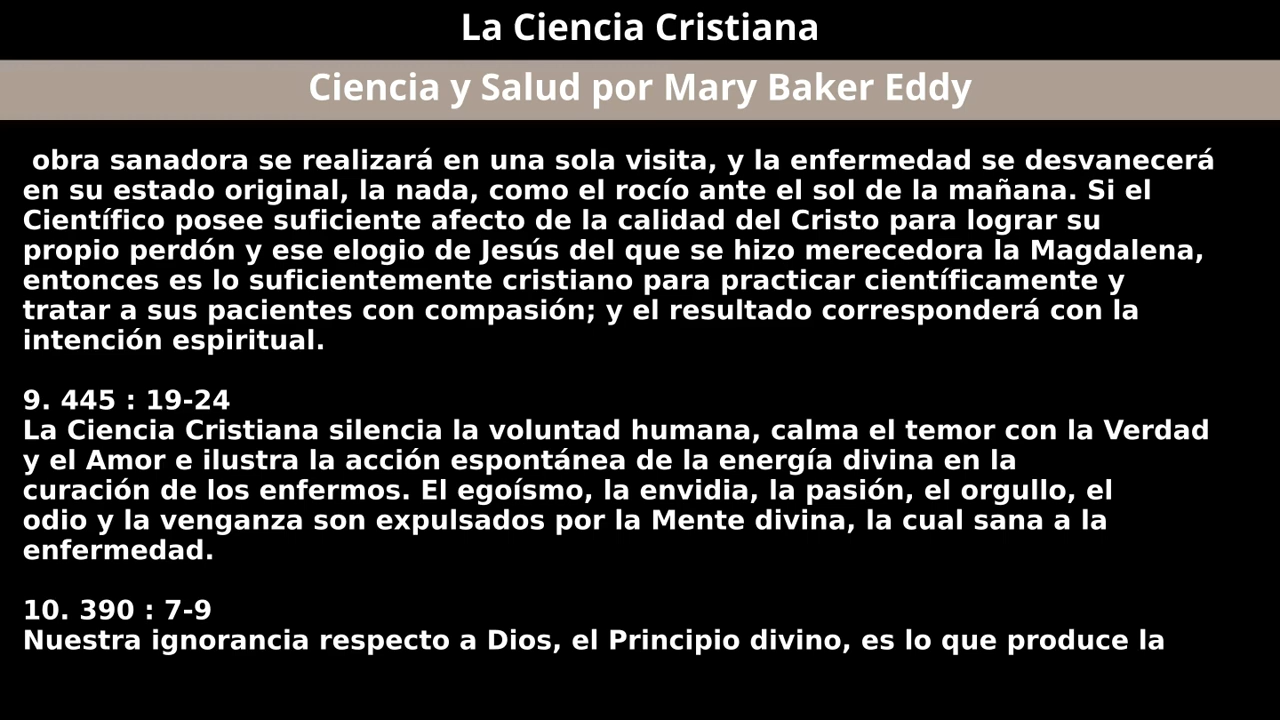 La Ciencia Cristiana
Ciencia y Salud por Mary Baker Eddy
obra sanadora se realizará en una sola visita, y la enfermedad se desvanecerá
en su estado original, la nada, como el rocío ante el sol de la mañana. Si el
Científico posee suficiente afecto de la calidad del Cristo para lograr su
propio perdón y ese elogio de Jesús del que se hizo merecedora la Magdalena,
entonces es lo suficientemente cristiano para practicar científicamente y
tratar a sus pacientes con compasión; y el resultado corresponderá con la
intención espiritual.
9. 445 : 19-24
La Ciencia Cristiana silencia la voluntad humana, calma el temor con la Verdad
y el Amor e ilustra la acción espontánea de la energía divina en la
curación de los enfermos. El egoísmo, la envidia, la pasión, el orgullo, el
odio y la venganza son expulsados por la Mente divina, la cual sana a la
enfermedad.
10. 390 : 7-9
Nuestra ignorancia respecto a Dios, el Principio divino, es lo que produce la